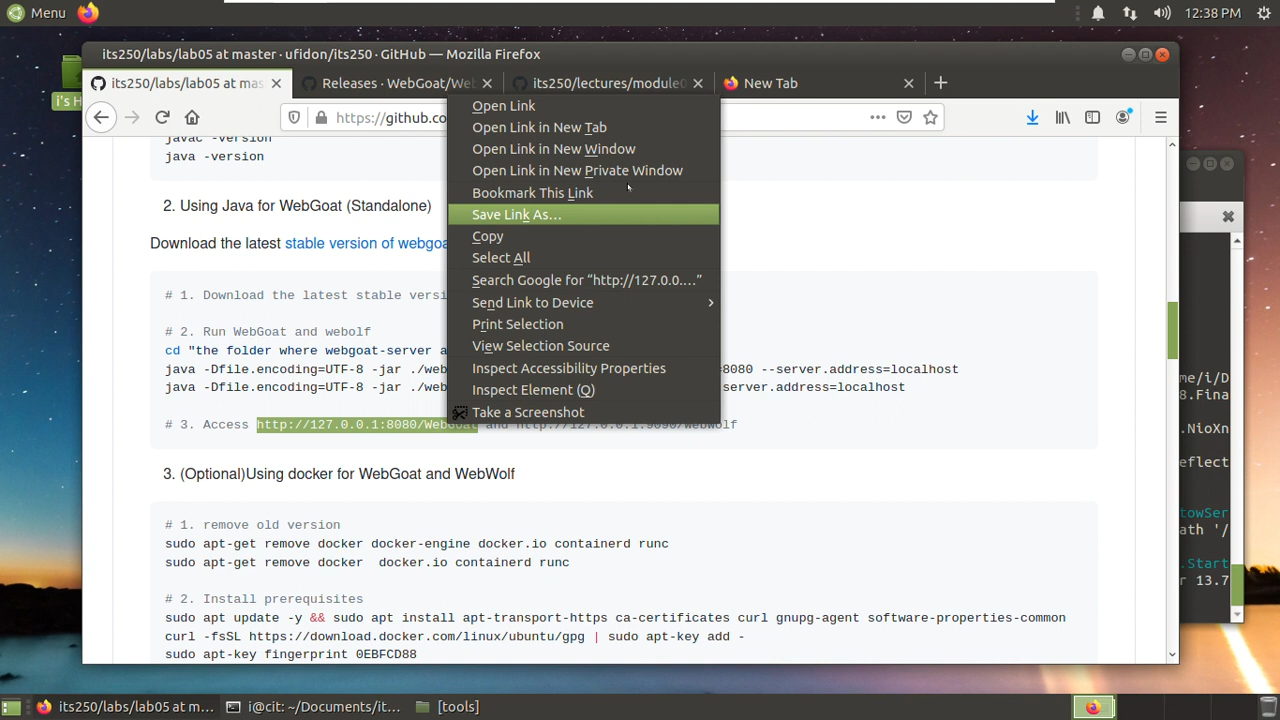 Menu
12:38 PM
its250/labs/lab05 at master · ufidon/its250 · GitHub — Mozilla Firefox
its250/labs/lab05 at mas
Releases · WebGoat/We
its250/lectures/module
New Tab
i's H
https://github.co
Open Link
Open Link in New Tab
Open Link in New Window
Open Link in New Private Window
Bookmark This Link
Save Link As…
Copy
Select All
Search Google for “http://127.0.0.…”
Send Link to Device
Print Selection
View Selection Source
Inspect Accessibility Properties
Inspect Element (Q)
Take a Screenshot
javac -version
java -version
2. Using Java for WebGoat (Standalone)
Download the latest stable version of webgoa
# 1. Download the latest stable versi
# 2. Run WebGoat and webolf
cd "the folder where webgoat-server a
java -Dfile.encoding=UTF-8 -jar ./web =8080 --server.address=localhost
java -Dfile.encoding=UTF-8 -jar ./web server.address=localhost
# 3. Access http://127.0.0.1:8080/WebGoat and http://127.0.0.1:9090/WebWolf
3. (Optional)Using docker for WebGoat and WebWolf
# 1. remove old version
sudo apt-get remove docker docker-engine docker.io containerd runc
sudo apt-get remove docker  docker.io containerd runc
# 2. Install prerequisites
sudo apt update -y && sudo apt install apt-transport-https ca-certificates curl gnupg-agent software-properties-common
curl -fsSL https://download.docker.com/linux/ubuntu/gpg | sudo apt-key add -
sudo apt-key fingerprint 0EBFCD88
me/i/D
8.Fina
.NioXn
eflect
towSer
ath '/
.Start
r 13.7
its250/labs/lab05 at m...
i@cit: ~/Documents/it...
[tools]